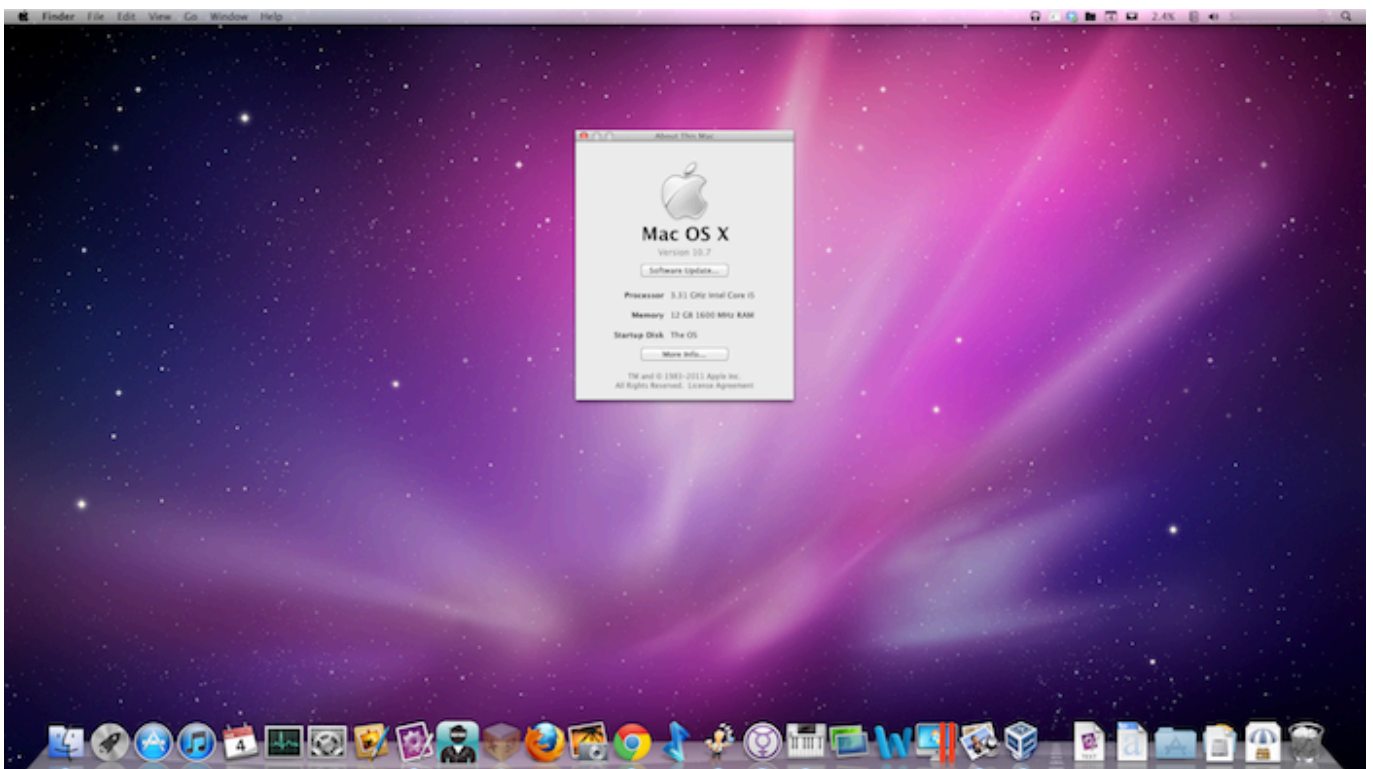 Finder File Edit View Go Window Help
2.4%
About This Mac
Mac OS X
Version 10.7
Software Update...
Processor 3.31 GHz Intel Core i5
Memory 12 GB 1600 MHz RAM
Startup Disk The OS
More Info...
TM and © 1983-2011 Apple Inc.
All Rights Reserved. License Agreement
4
TEXT